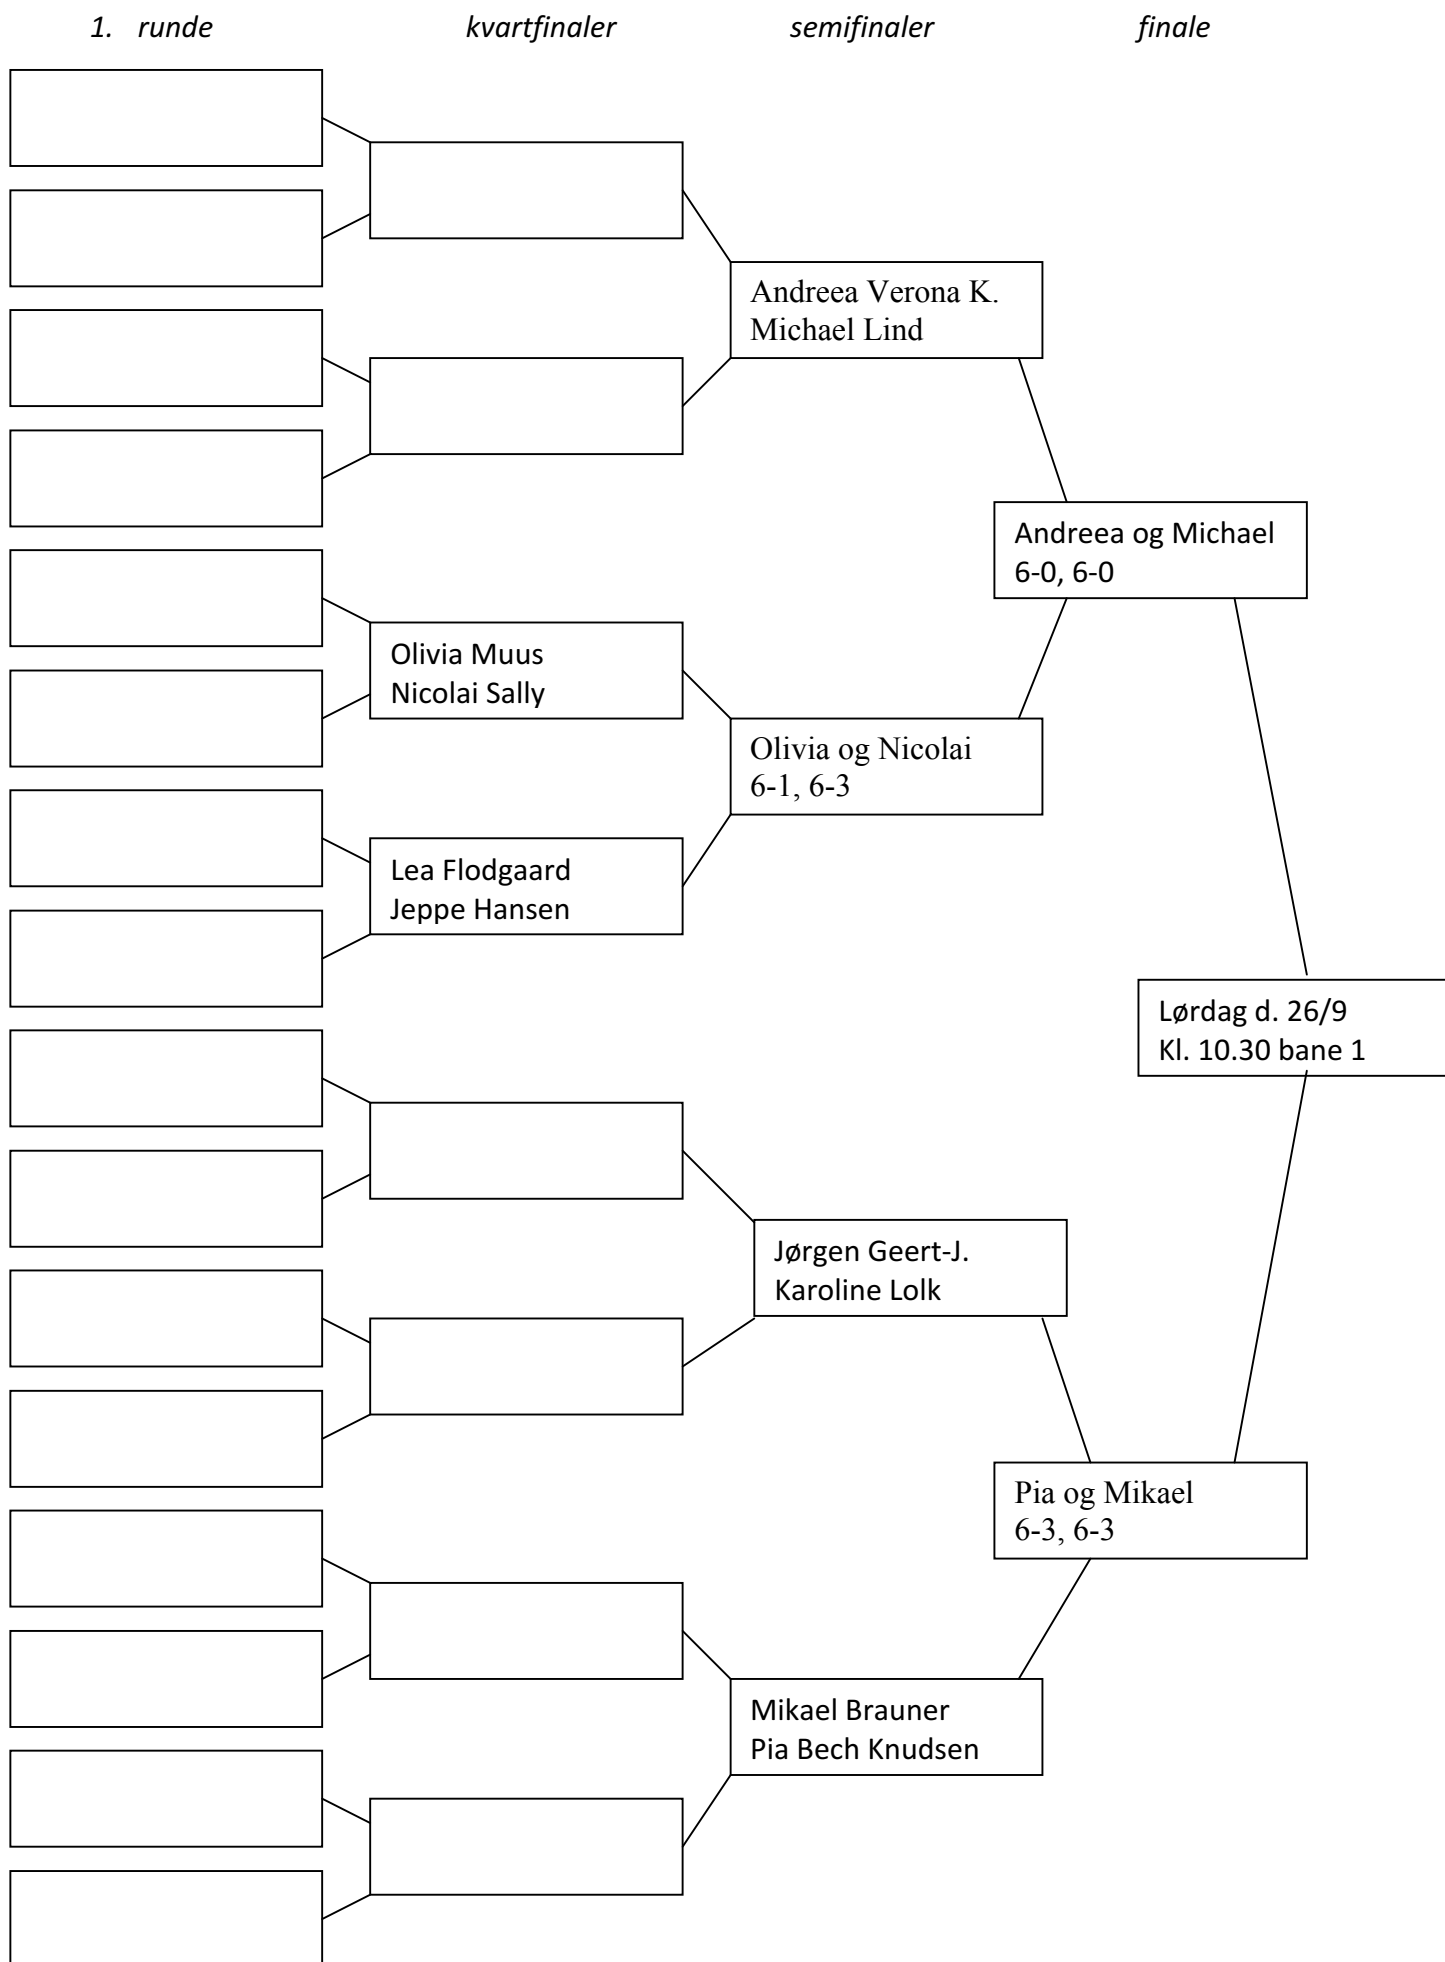 1. runde
kvartfinaler
semifinaler
finale
Andreea Verona K.
Michael Lind
Andreea og Michael
6-0, 6-0
Olivia Muus
Nicolai Sally
Olivia og Nicolai
6-1, 6-3
Lea Flodgaard
Jeppe Hansen
Lørdag d. 26/9
Kl. 10.30 bane 1
Jørgen Geert-J.
Karoline Lolk
Pia og Mikael
6-3, 6-3
Mikael Brauner
Pia Bech Knudsen